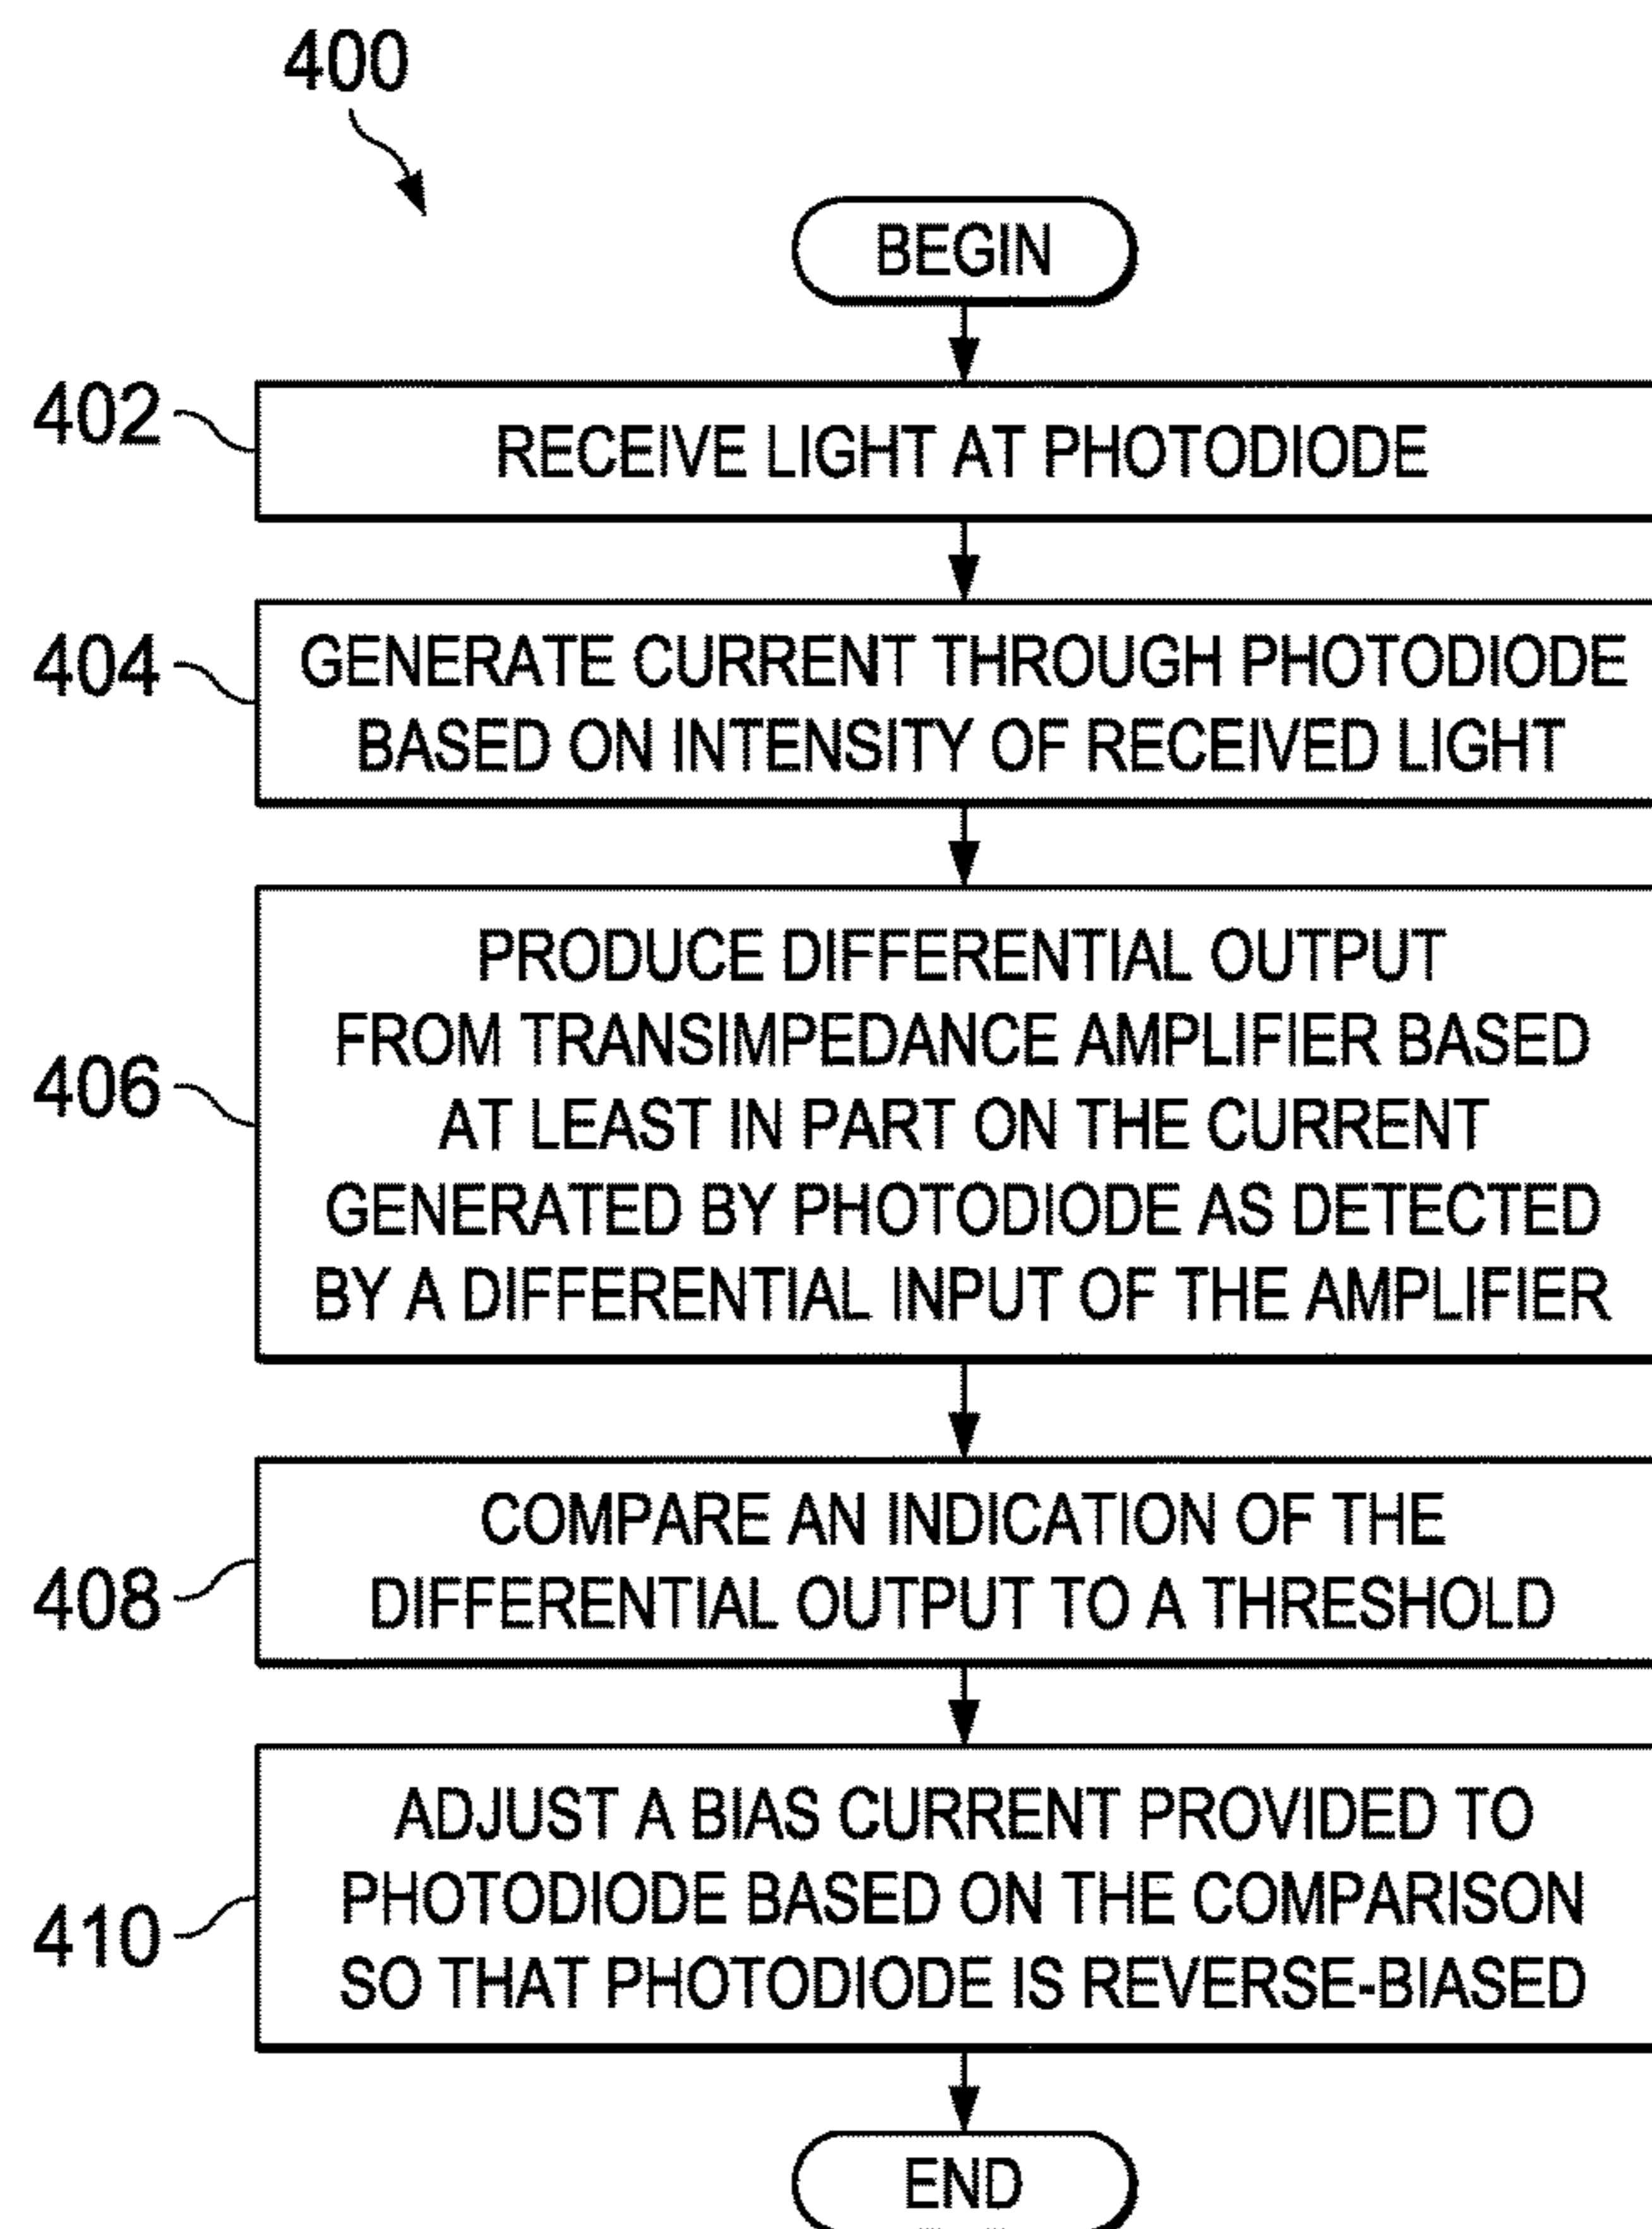 400
BEGIN
402
RECEIVE LIGHT AT PHOTODIODE
404
GENERATE CURRENT THROUGH PHOTODIODE
BASED ON INTENSITY OF RECEIVED LIGHT
406
PRODUCE DIFFERENTIAL OUTPUT
FROM TRANSIMPEDANCE AMPLIFIER BASED
AT LEAST IN PART ON THE CURRENT
GENERATED BY PHOTODIODE AS DETECTED
BY A DIFFERENTIAL INPUT OF THE AMPLIFIER
408
COMPARE AN INDICATION OF THE
DIFFERENTIAL OUTPUT TO A THRESHOLD
410
ADJUST A BIAS CURRENT PROVIDED TO
PHOTODIODE BASED ON THE COMPARISON
SO THAT PHOTODIODE IS REVERSE-BIASED
END